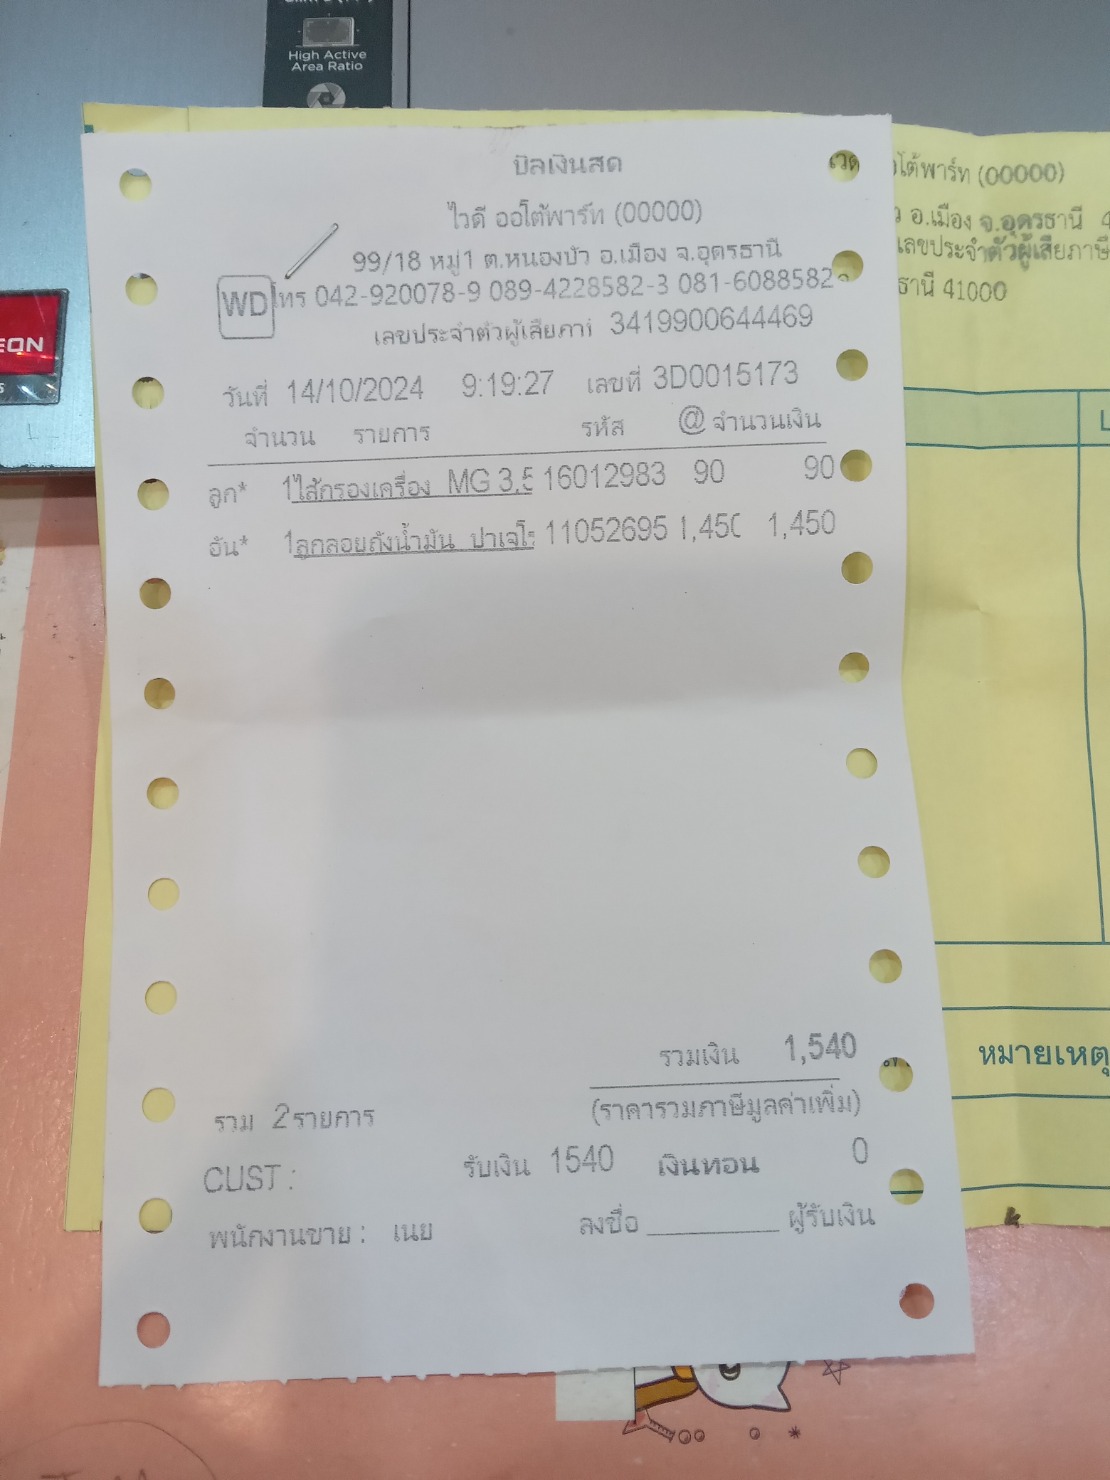 High Active
Area Ratio
บิลเงินสด
ไวดี ออโต้พาร์ท (00000)
99/18 หมู่1 ต.หนองบัว อ.เมือง จ.อุดรธานี
WD โทร 042-920078-9 089-4228582-3 081-6088582
เลขประจำตัวผู้เสียภาษี 3419900644469
วันที่ 14/10/2024 9:19:27 เลขที่ 3D0015173
จำนวน รายการ รหัส @ จำนวนเงิน
ลูก* 1 ไส้กรองเครื่อง MG 3,5 16012983 90 90
อัน* 1 ลูกลอยถังน้ำมัน ปาเจโร 11052695 1,450 1,450
รวมเงิน 1,540
(ราคารวมภาษีมูลค่าเพิ่ม)
รวม 2รายการ
CUST : รับเงิน 1540 เงินทอน 0
พนักงานขาย : เนย ลงชื่อ ผู้รับเงิน
โต้พาร์ท (00000)
อ.เมือง จ.อุดรธานี 4
เลขประจำตัวผู้เสียภาษี
ธานี 41000
หมายเหตุ